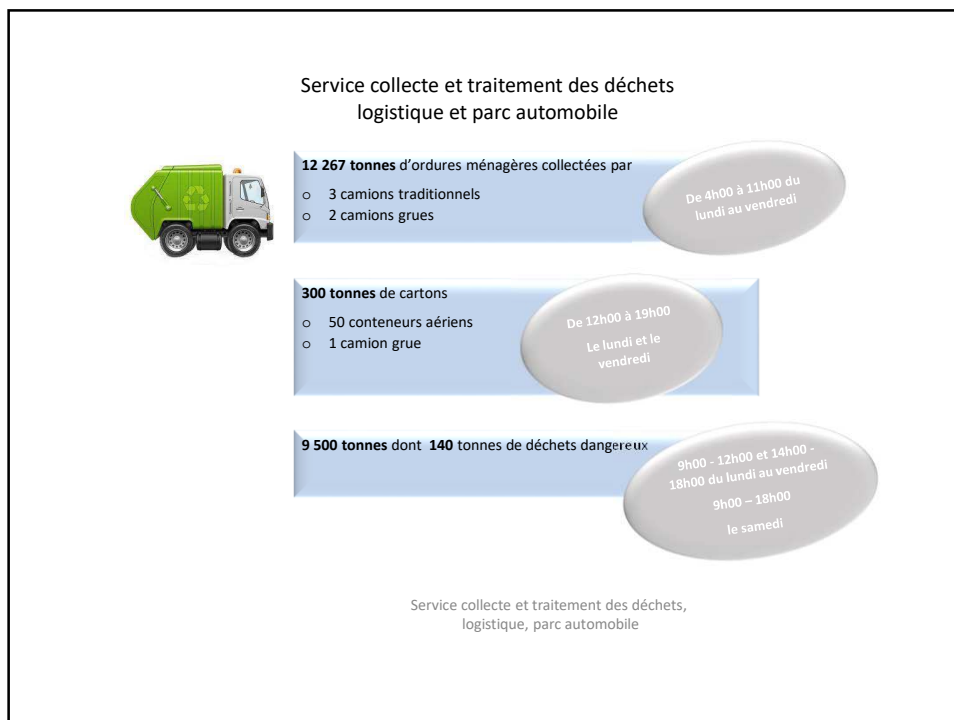 Service collecte et traitement des déchets
logistique et parc automobile
12 267 tonnes d'ordures ménagères collectées par
o 3 camions traditionnels
o 2 camions grues
De 4h00 à 11h00 du
lundi au vendredi
300 tonnes de cartons
o 50 conteneurs aériens
o 1 camion grue
De 12h00 à 19h00
Le lundi et le
vendredi
9 500 tonnes dont 140 tonnes de déchets dangereux
9h00 - 12h00 et 14h00 -
18h00 du lundi au vendredi
9h00 – 18h00
le samedi
Service collecte et traitement des déchets,
logistique, parc automobile